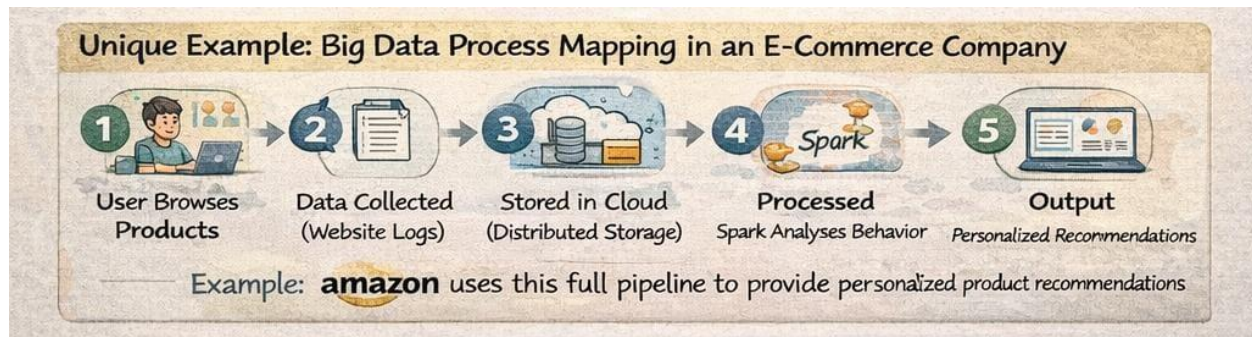 Unique Example: Big Data Process Mapping in an E-Commerce Company
1 2 3 4 5
Spark
User Browses
Products
Data Collected
(Website Logs)
Stored in Cloud
(Distributed Storage)
Processed
Spark Analyses Behavior
Output
Personalized Recommendations
Example: amazon uses this full pipeline to provide personalized product recommendations